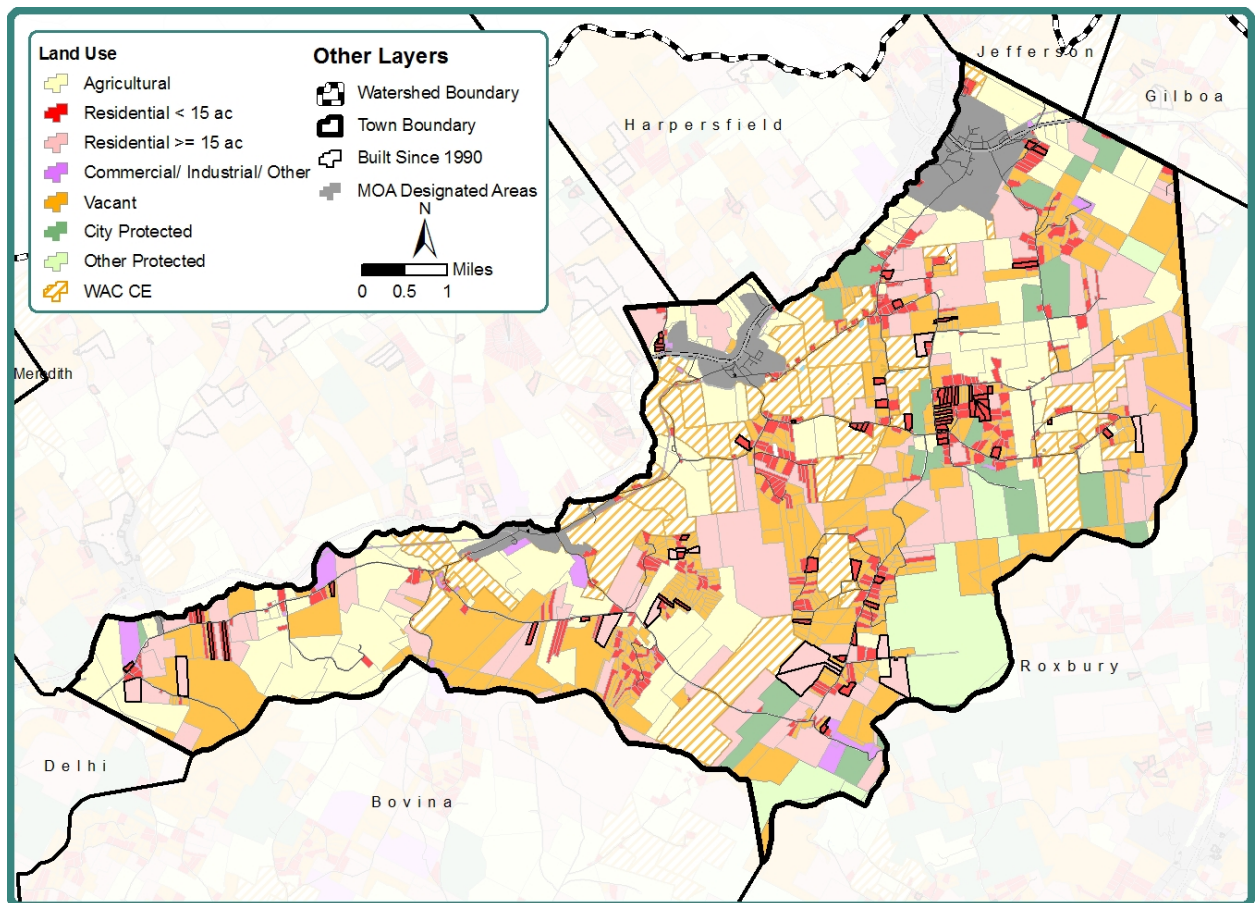 Land Use
Agricultural
Residential < 15 ac
Residential >= 15 ac
Commercial/ Industrial/ Other
Vacant
City Protected
Other Protected
WAC CE
Other Layers
Watershed Boundary
Town Boundary
Built Since 1990
MOA Designated Areas
N
Miles
0 0.5 1
Jefferson
Gilboa
Harpersfield
Meredith
Roxbury
Delhi
Bovina